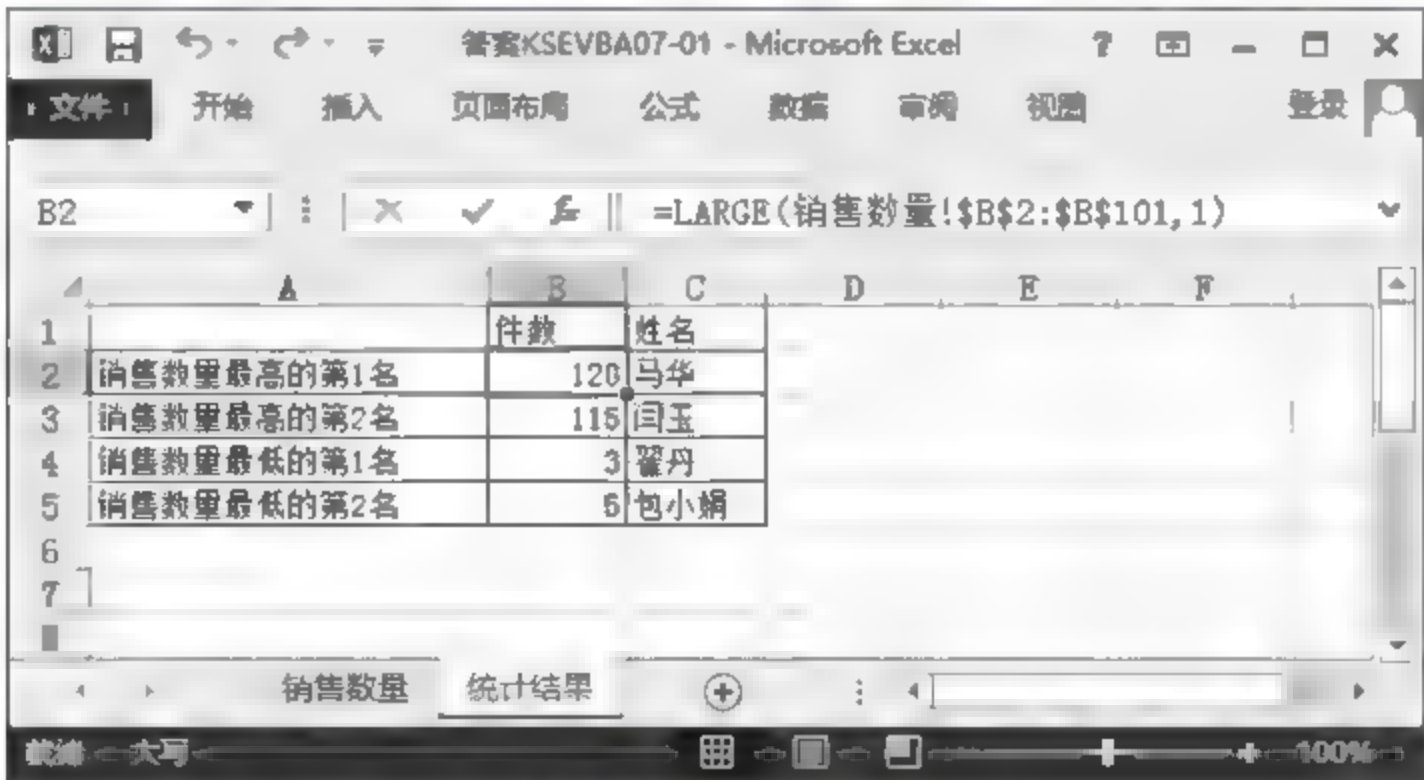 答案KSEVBA07-01 - Microsoft Excel
文件 开始 插入 页面布局 公式 数据 审阅 视图 登录
B2 =LARGE(销售数量!$B$2:$B$101,1)
A B C D E F
1 件数 姓名
2 销售数量最高的第1名 120 马华
3 销售数量最高的第2名 115 闫玉
4 销售数量最低的第1名 3 翟丹
5 销售数量最低的第2名 包小娟
6
7
销售数量 统计结果
就绪 大写 100%